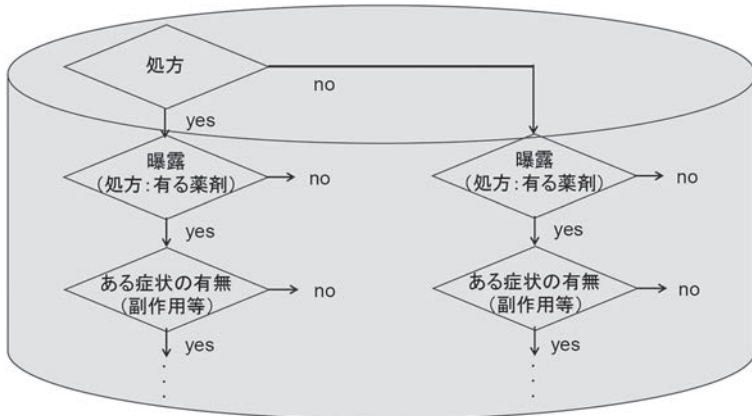 処方
no
yes
曝露
(処方:有る薬剤)
no
yes
ある症状の有無
(副作用等)
no
yes
曝露
(処方:有る薬剤)
no
yes
ある症状の有無
(副作用等)
no
yes